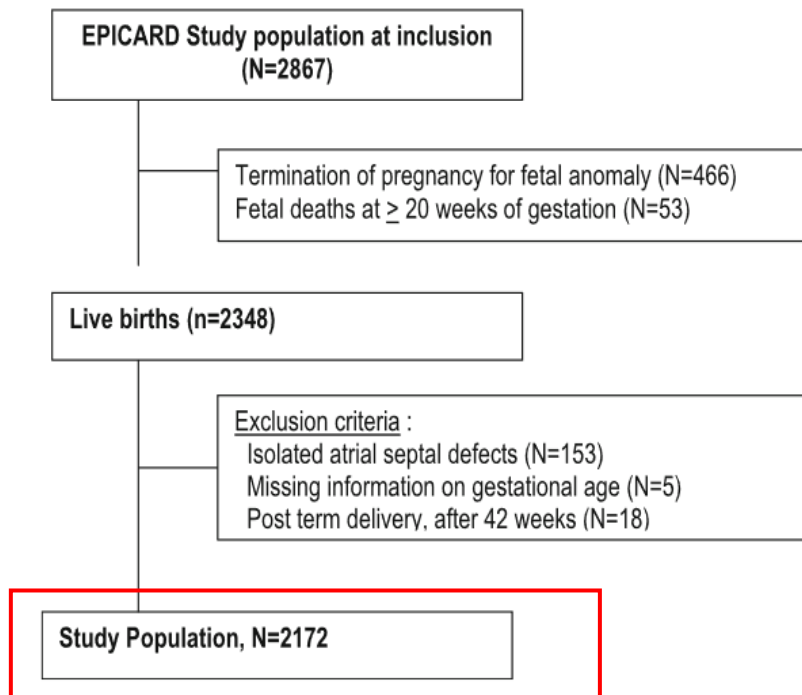 EPICARD Study population at inclusion
(N=2867)
Termination of pregnancy for fetal anomaly (N=466)
Fetal deaths at ≥ 20 weeks of gestation (N=53)
Live births (n=2348)
Exclusion criteria :
Isolated atrial septal defects (N=153)
Missing information on gestational age (N=5)
Post term delivery, after 42 weeks (N=18)
Study Population, N=2172